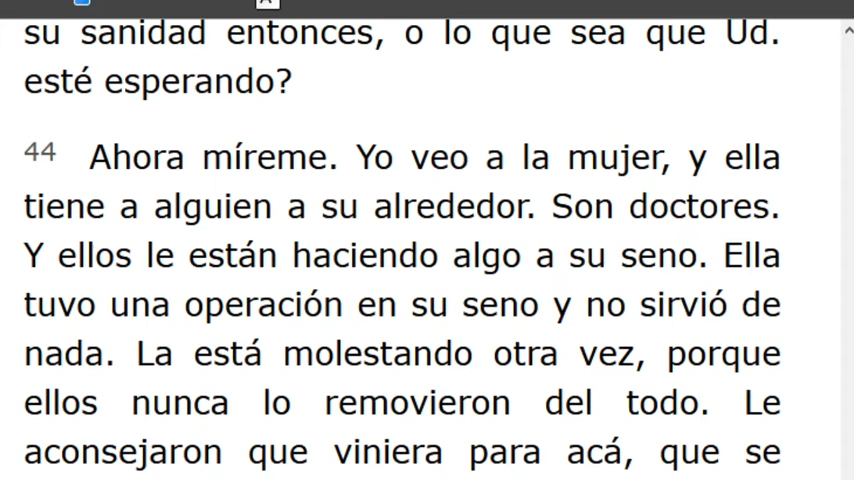 su sanidad entonces, o lo que sea que Ud.
esté esperando?
44 Ahora míreme. Yo veo a la mujer, y ella
tiene a alguien a su alrededor. Son doctores.
Y ellos le están haciendo algo a su seno. Ella
tuvo una operación en su seno y no sirvió de
nada. La está molestando otra vez, porque
ellos nunca lo removieron del todo. Le
aconsejaron que viniera para acá, que se